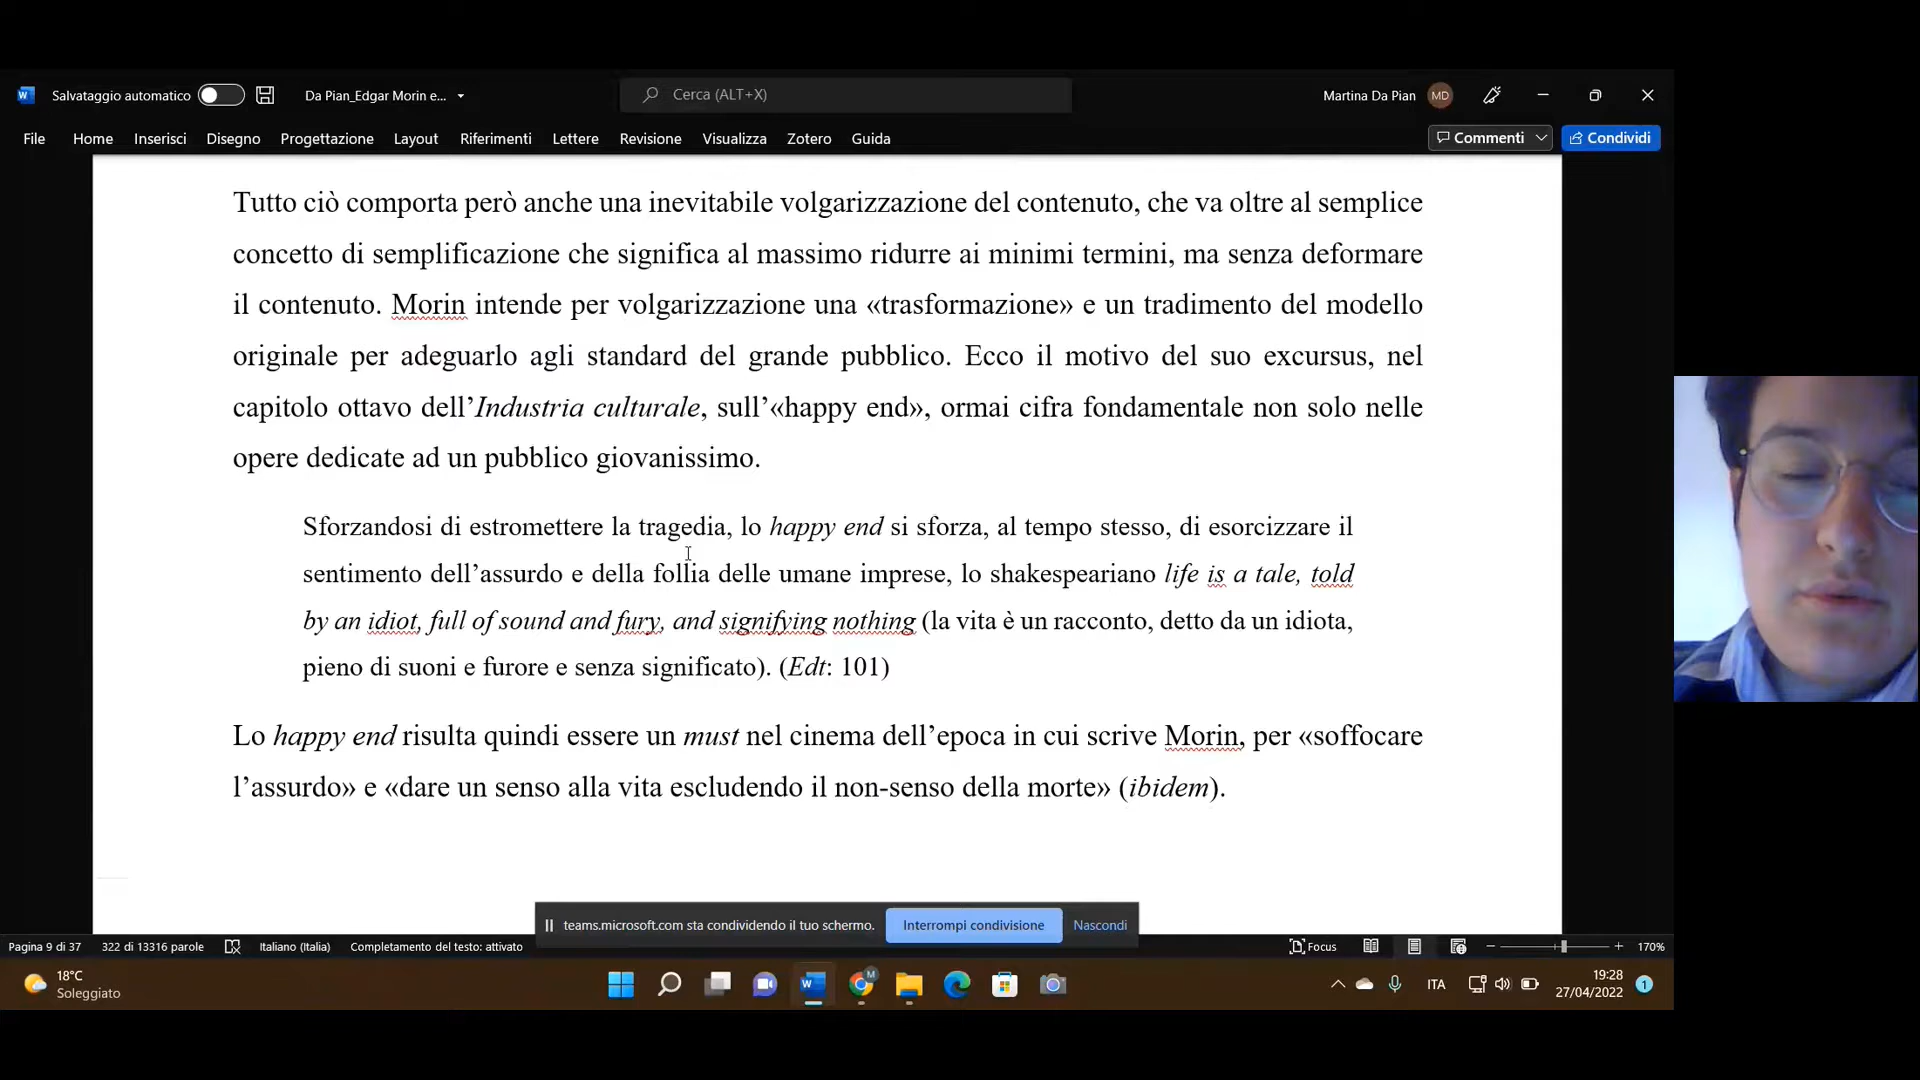 Salvataggio automatico
Da Pian_Edgar Morin e...
Cerca (ALT+X)
Martina Da Pian
MD
File
Home
Inserisci
Disegno
Progettazione
Layout
Riferimenti
Lettere
Revisione
Visualizza
Zotero
Guida
Commenti
Condividi
Tutto ciò comporta però anche una inevitabile volgarizzazione del contenuto, che va oltre al semplice
concetto di semplificazione che significa al massimo ridurre ai minimi termini, ma senza deformare
il contenuto. Morin intende per volgarizzazione una «trasformazione» e un tradimento del modello
originale per adeguarlo agli standard del grande pubblico. Ecco il motivo del suo excursus, nel
capitolo ottavo dell’Industria culturale, sull’«happy end», ormai cifra fondamentale non solo nelle
opere dedicate ad un pubblico giovanissimo.
Sforzandosi di estromettere la tragedia, lo happy end si sforza, al tempo stesso, di esorcizzare il
sentimento dell’assurdo e della follia delle umane imprese, lo shakespeariano life is a tale, told
by an idiot, full of sound and fury, and signifying nothing (la vita è un racconto, detto da un idiota,
pieno di suoni e furore e senza significato). (Edt: 101)
Lo happy end risulta quindi essere un must nel cinema dell’epoca in cui scrive Morin, per «soffocare
l’assurdo» e «dare un senso alla vita escludendo il non-senso della morte» (ibidem).
teams.microsoft.com sta condividendo il tuo schermo.
Interrompi condivisione
Nascondi
Pagina 9 di 37
322 di 13316 parole
Italiano (Italia)
Completamento del testo: attivato
Focus
170%
18°C
Soleggiato
M
ITA
19:28
27/04/2022
1